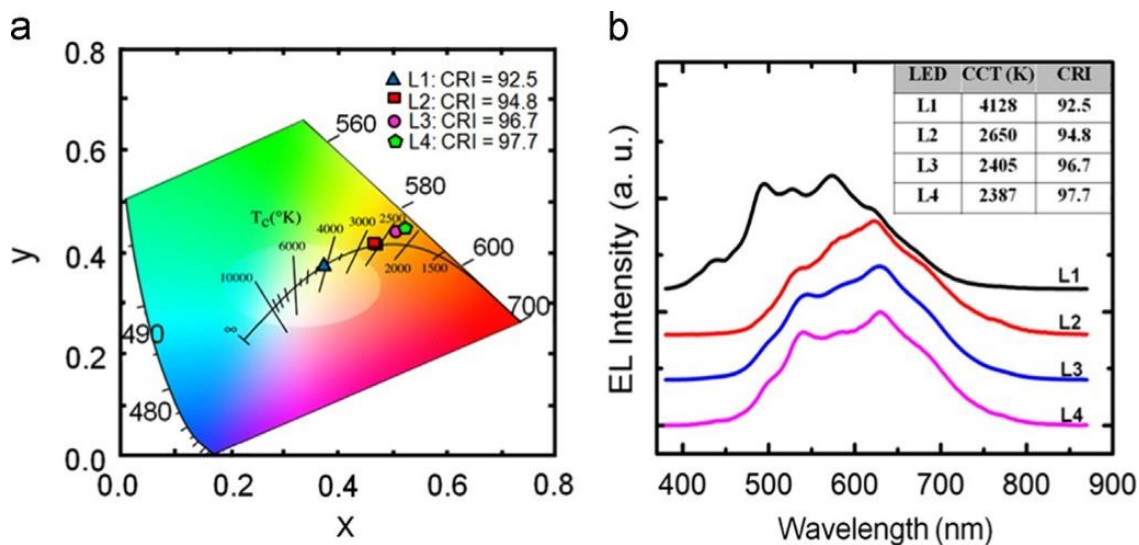 a
0.8
0.6
0.4
0.2
0.0
0.0 0.2 0.4 0.6 0.8
y
X
L1: CRI = 92.5
L2: CRI = 94.8
L3: CRI = 96.7
L4: CRI = 97.7
560
580
600
700
490
480
Tc(°K)
∞
10000
6000
4000
3000
2500
2000
1500
b
EL Intensity (a. u.)
LED CCT (K) CRI
L1 4128 92.5
L2 2650 94.8
L3 2405 96.7
L4 2387 97.7
L1
L2
L3
L4
400 500 600 700 800 900
Wavelength (nm)